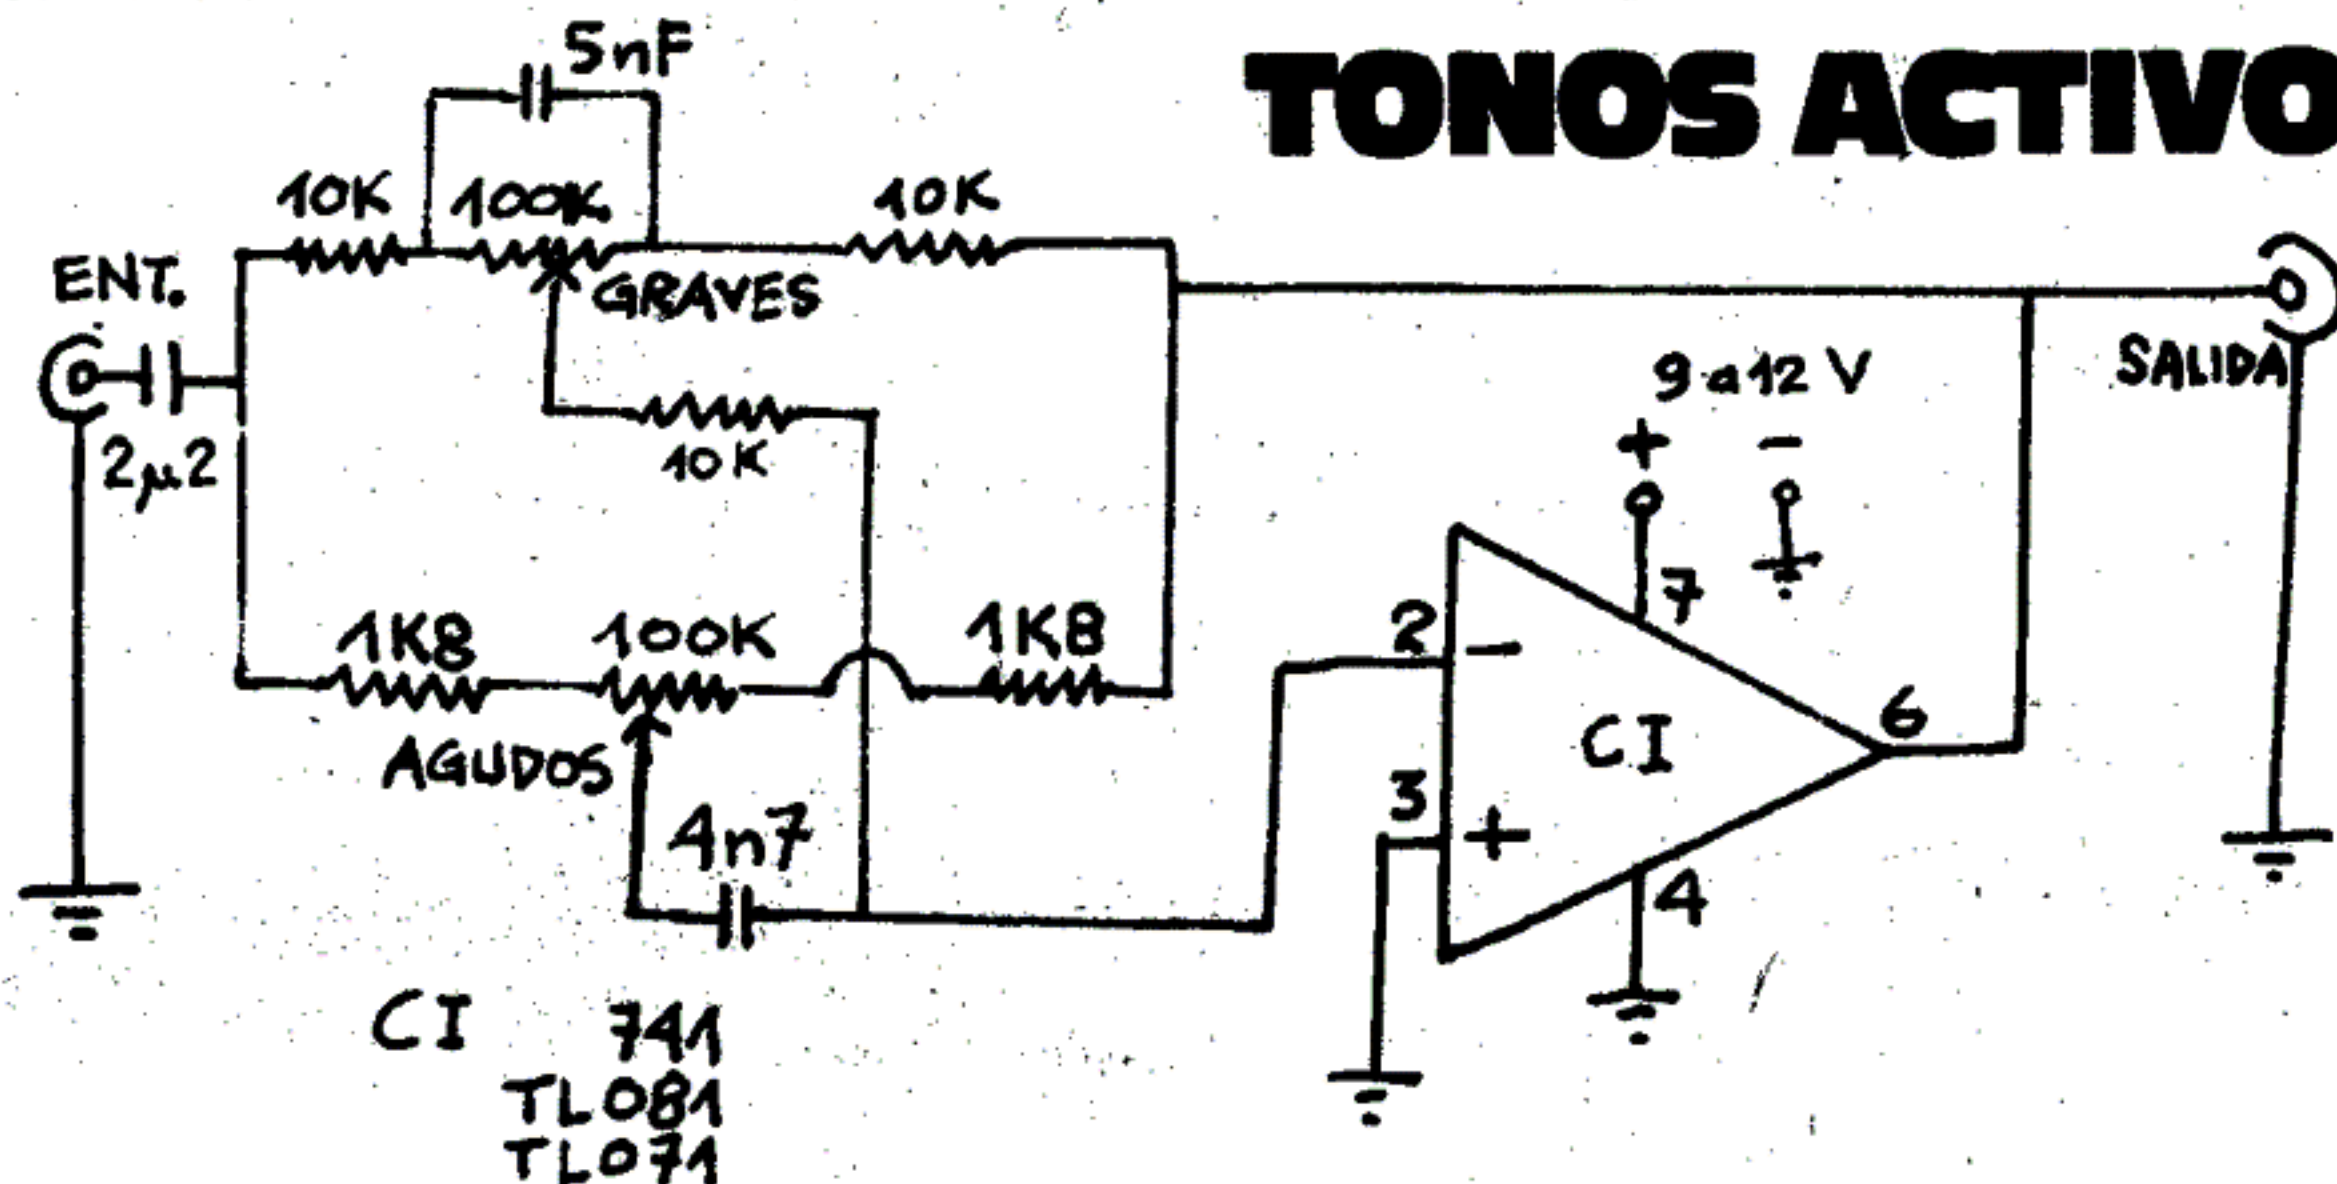 TONOS ACTIVO
5nF
10K
100K
10K
ENT.
GRAVES
2µ2
10K
9 a 12 V
+ -
SALIDA
1K8
100K
1K8
AGUDOS
4n7
2
-
7
CI
6
3
+
4
CI 741
TL081
TL071